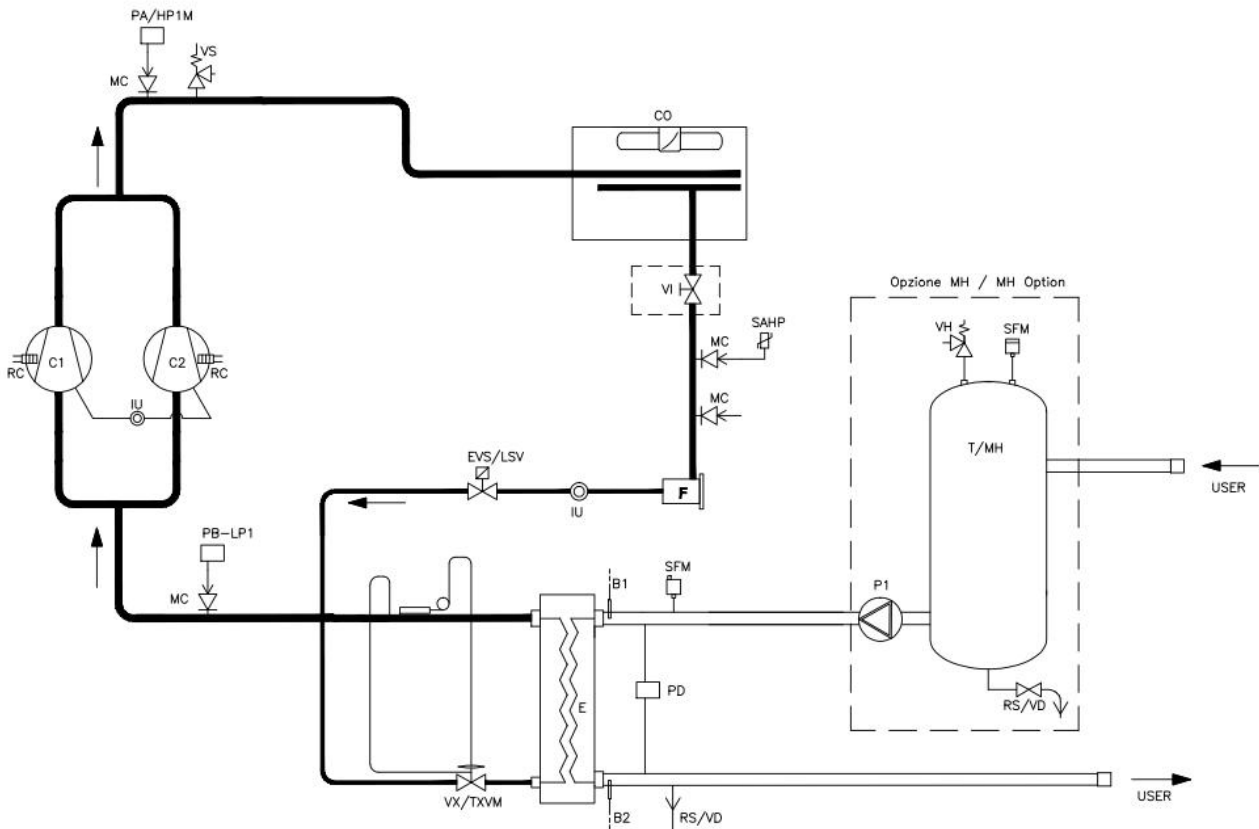 PA/HP1M
VS
MC
CO
Opzione MH / MH Option
VI
SAHP
VH
SFM
MC
C1
C2
RC
RC
IU
MC
T/MH
EVS/LSV
F
IU
USER
PB-LP1
B1
SFM
P1
MC
E
PD
RS/VD
VX/TXVM
B2
RS/VD
USER